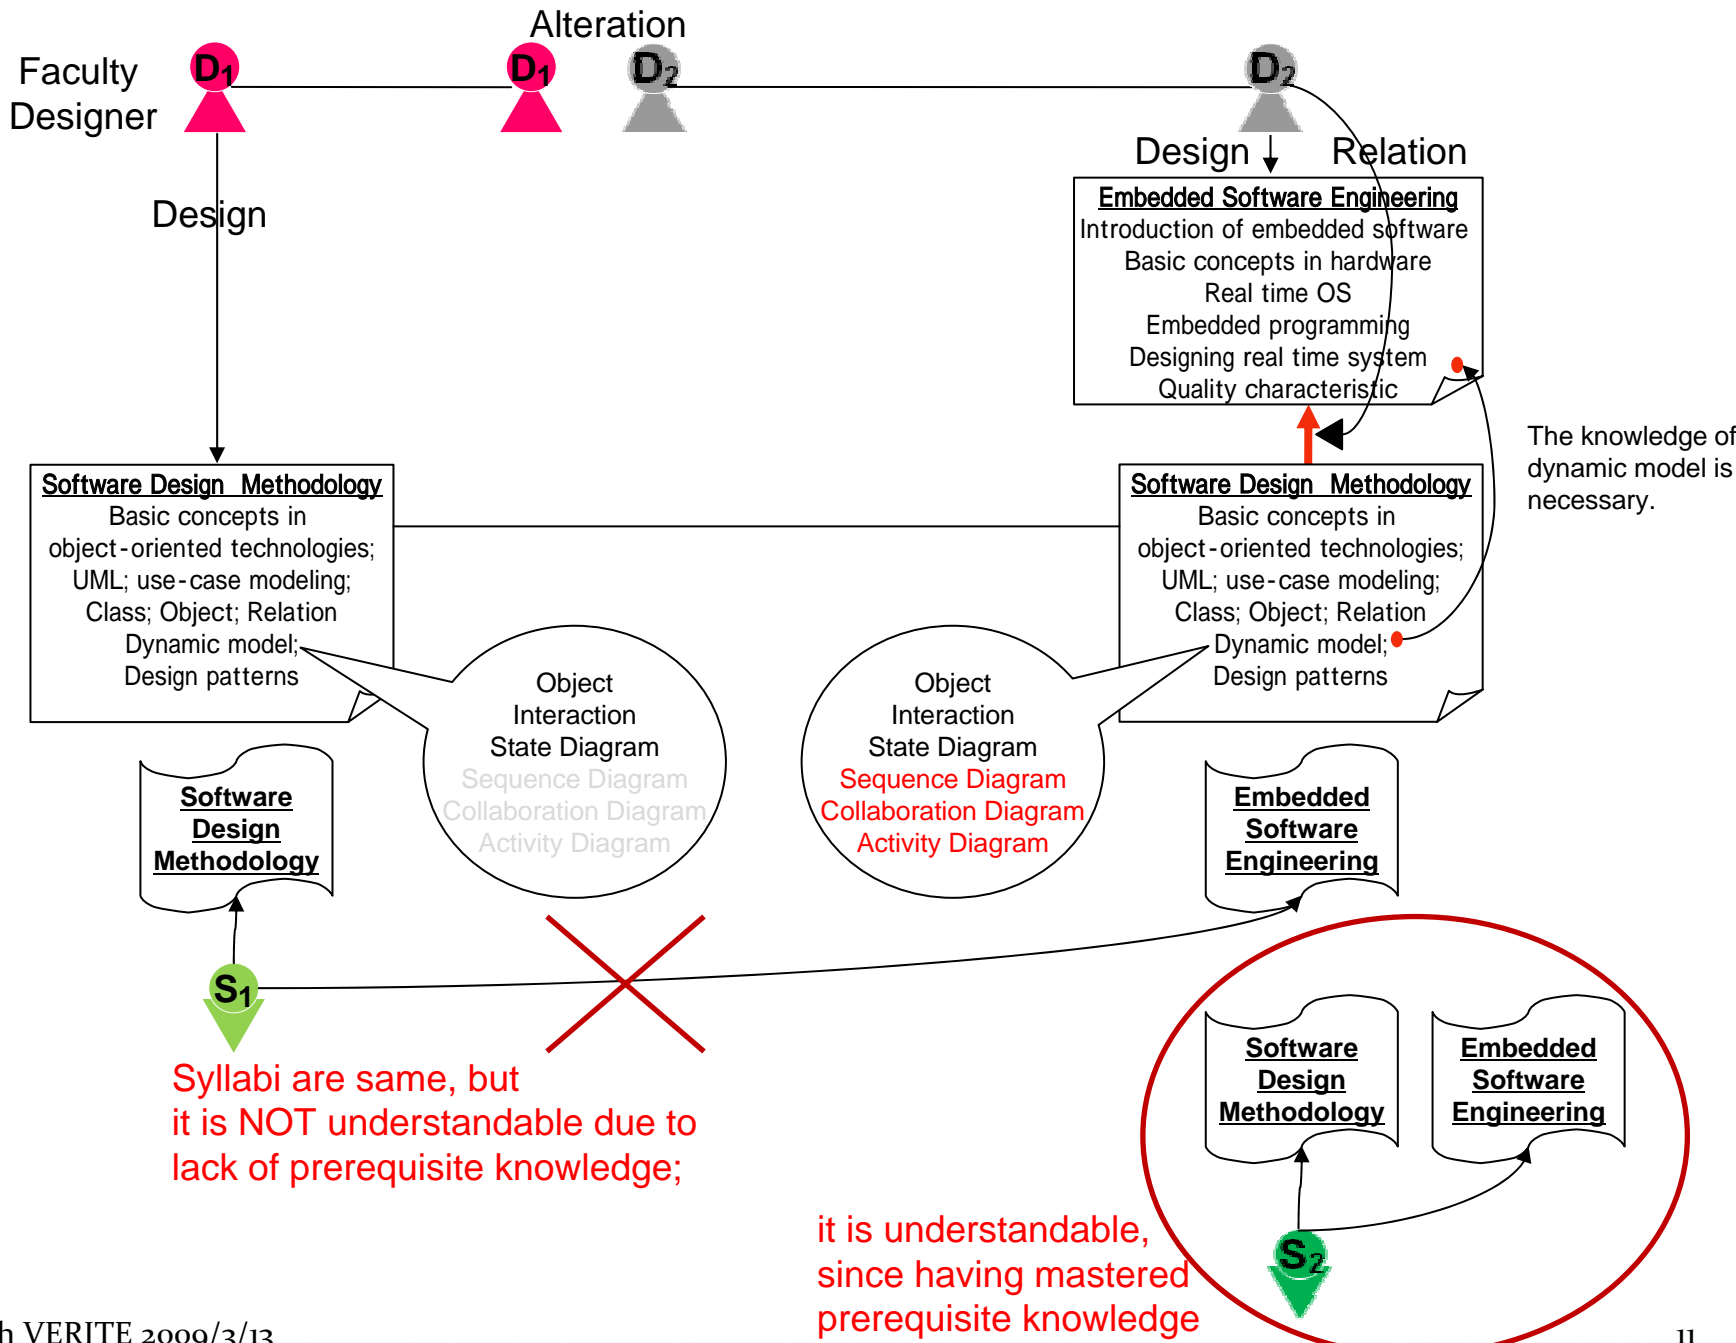 Alteration
Faculty
Designer
D1
D1
D2
D2
Design
Design
Relation
Embedded Software Engineering
Introduction of embedded software
Basic concepts in hardware
Real time OS
Embedded programming
Designing real time system
Quality characteristic
The knowledge of
dynamic model is
necessary.
Software Design Methodology
Basic concepts in
object-oriented technologies;
UML; use-case modeling;
Class; Object; Relation
Dynamic model;
Design patterns
Software Design Methodology
Basic concepts in
object-oriented technologies;
UML; use-case modeling;
Class; Object; Relation
Dynamic model;
Design patterns
Object
Interaction
State Diagram
Sequence Diagram
Collaboration Diagram
Activity Diagram
Object
Interaction
State Diagram
Sequence Diagram
Collaboration Diagram
Activity Diagram
Software
Design
Methodology
Embedded
Software
Engineering
S1
Syllabi are same, but
it is NOT understandable due to
lack of prerequisite knowledge;
Software
Design
Methodology
Embedded
Software
Engineering
S2
it is understandable,
since having mastered
prerequisite knowledge
h VERITE 2009/3/13
11